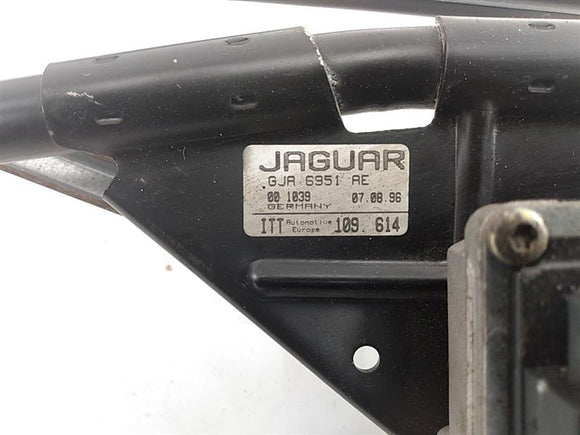 JAGUAR
GJA 6951 AE
00 1039 07.08.96
GERMANY
ITT Automotive Europe 109. 614